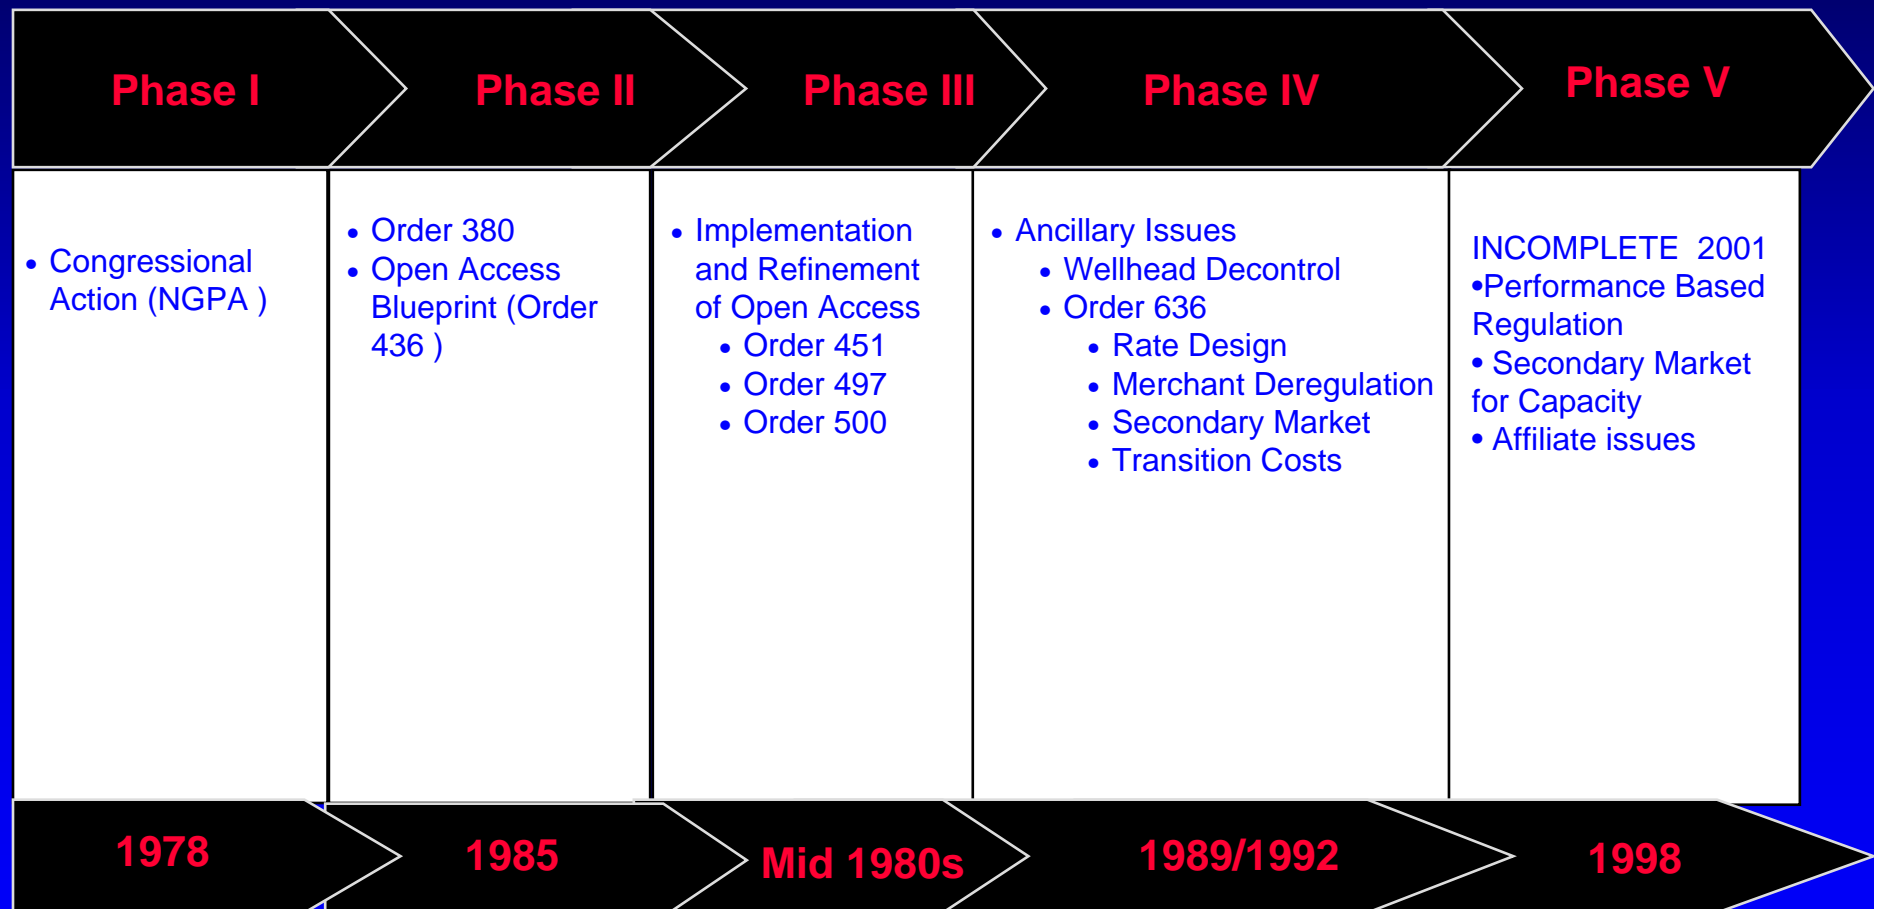 Phase I
Phase II
Phase III
Phase IV
Phase V
• Congressional
Action (NGPA )
• Order 380
• Open Access
Blueprint (Order
436 )
• Implementation
and Refinement
of Open Access
• Order 451
• Order 497
• Order 500
• Ancillary Issues
• Wellhead Decontrol
• Order 636
• Rate Design
• Merchant Deregulation
• Secondary Market
• Transition Costs
INCOMPLETE 2001
•Performance Based
Regulation
• Secondary Market
for Capacity
• Affiliate issues
1978
1985
Mid 1980s
1989/1992
1998